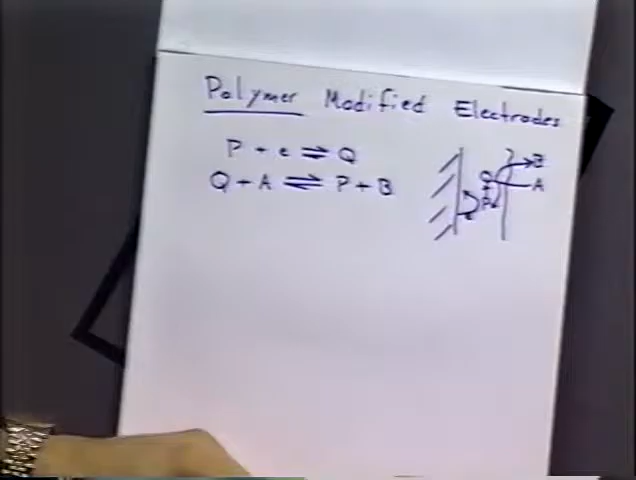 Polymer Modified Electrodes
P + e ⇌ Q
Q + A ⇌ P + B
B
Q A
P
e